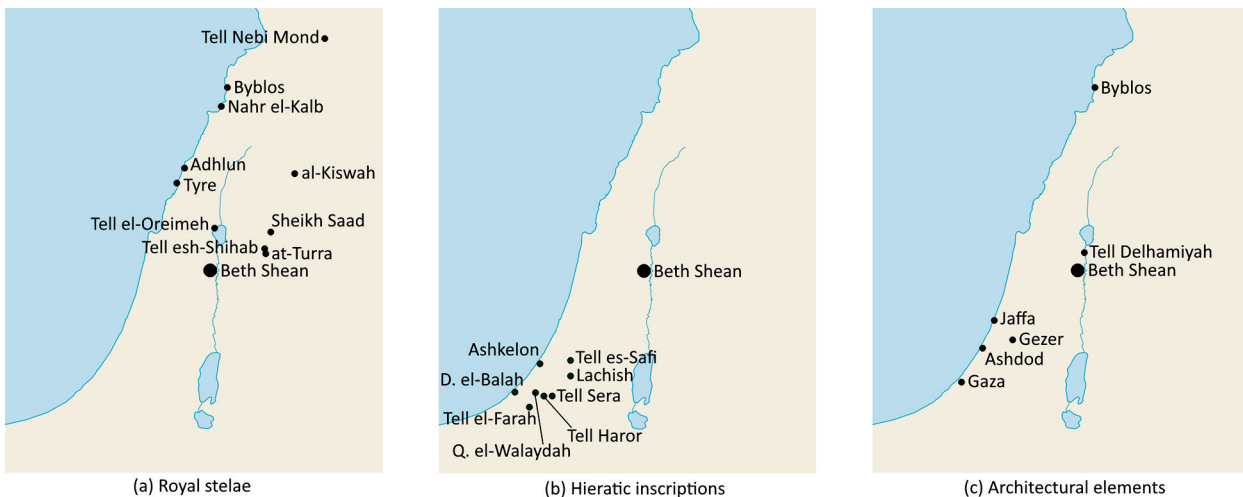 Tell Nebi Mond
Byblos
Nahr el-Kalb
Adhlun
al-Kiswah
Tyre
Sheikh Saad
Tell el-Oreimeh
Tell esh-Shihab
at-Turra
Beth Shean
(a) Royal stelae
Beth Shean
Ashkelon
Tell es-Safi
Lachish
D. el-Balah
Tell Sera
Tell el-Farah
Tell Haror
Q. el-Walaydah
(b) Hieratic inscriptions
Byblos
Tell Delhamiyah
Beth Shean
Jaffa
Gezer
Ashdod
Gaza
(c) Architectural elements